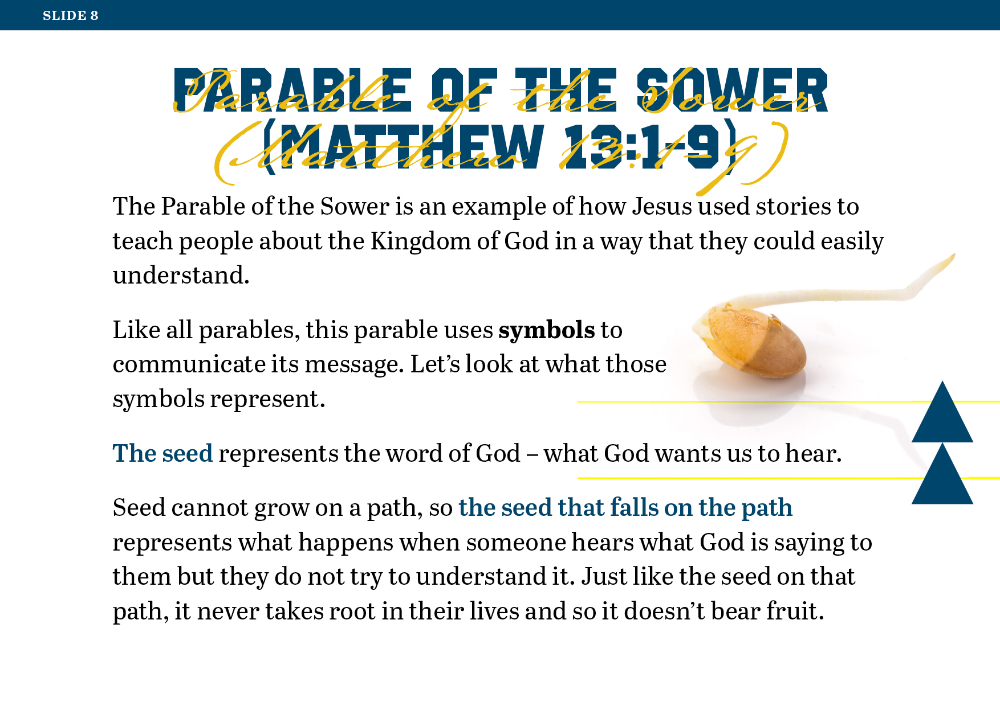 SLIDE 8
PARABLE OF THE SOWER
Parable of the Sower
(MATTHEW 13:1-9)
(Matthew 13:1-9)
The Parable of the Sower is an example of how Jesus used stories to
teach people about the Kingdom of God in a way that they could easily
understand.
Like all parables, this parable uses symbols to
communicate its message. Let’s look at what those
symbols represent.
The seed represents the word of God – what God wants us to hear.
Seed cannot grow on a path, so the seed that falls on the path
represents what happens when someone hears what God is saying to
them but they do not try to understand it. Just like the seed on that
path, it never takes root in their lives and so it doesn’t bear fruit.